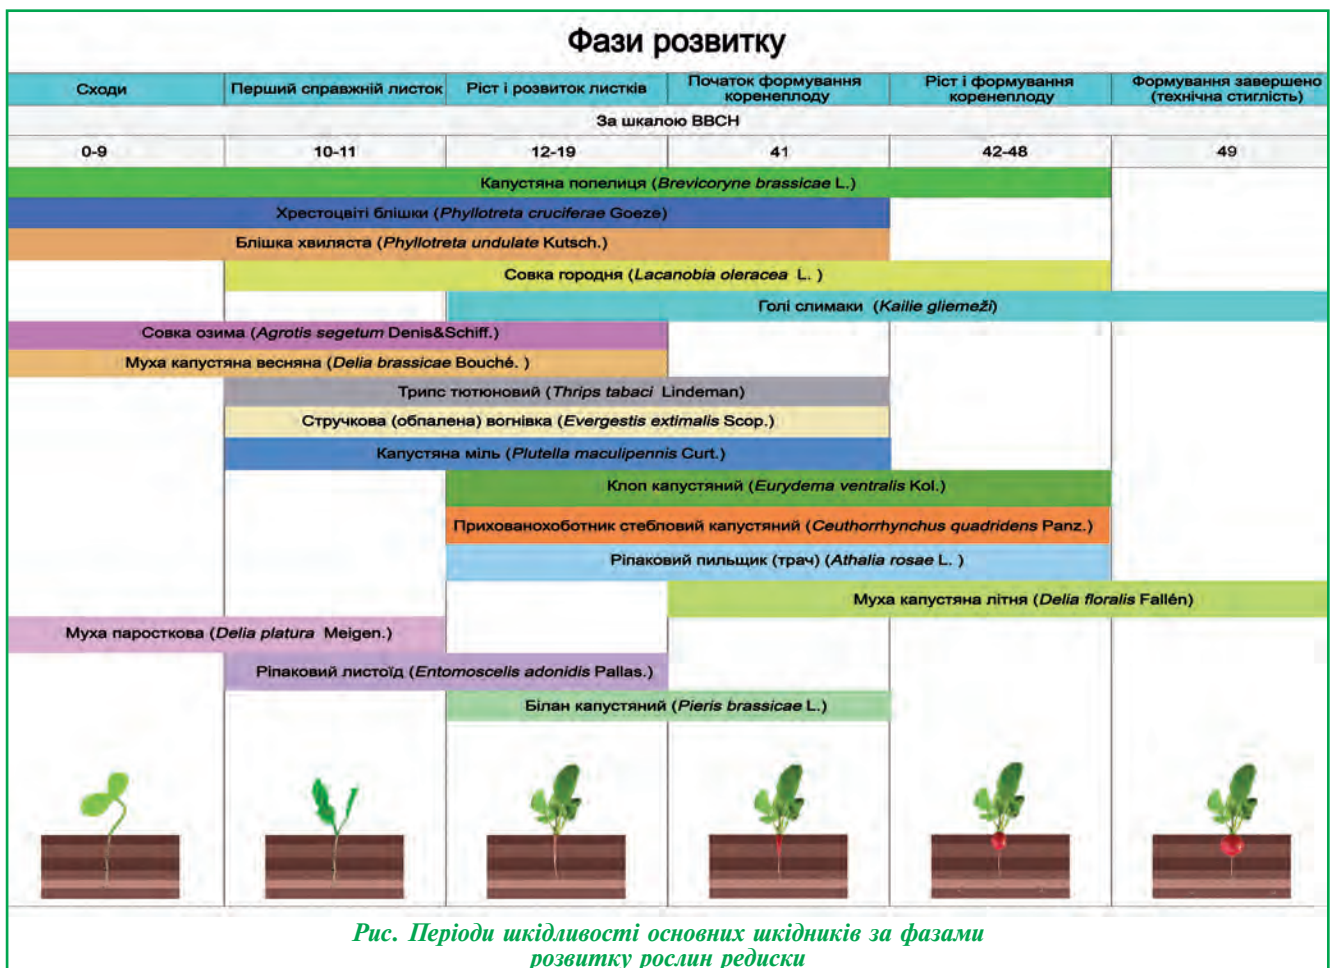 Фази розвитку
Сходи
Перший справжній листок
Ріст і розвиток листків
Початок формування
коренеплоду
Ріст і формування
коренеплоду
Формування завершено
(технічна стиглість)
За шкалою ВВСН
0-9
10-11
12-19
41
42-48
49
Капустяна попелиця (Brevicoryne brassicae L.)
Хрестоцвіті блішки (Phyllotreta cruciferae Goeze)
Блішка хвиляста (Phyllotreta undulate Kutsch.)
Совка городня (Lacanobia oleracea L. )
Голі слимаки (Kailie gliemeži)
Совка озима (Agrotis segetum Denis&Schiff.)
Муха капустяна весняна (Delia brassicae Bouché. )
Трипс тютюновий (Thrips tabaci Lindeman)
Стручкова (обпалена) вогнівка (Evergestis extimalis Scop.)
Капустяна міль (Plutella maculipennis Curt.)
Клоп капустяний (Eurydema ventralis Kol.)
Прихованохоботник стебловий капустяний (Ceuthorrhynchus quadridens Panz.)
Ріпаковий пильщик (трач) (Athalia rosae L. )
Муха капустяна літня (Delia floralis Fallén)
Муха паросткова (Delia platura Meigen.)
Ріпаковий листоїд (Entomoscelis adonidis Pallas.)
Білан капустяний (Pieris brassicae L.)
Рис. Періоди шкідливості основних шкідників за фазами
розвитку рослин редиски